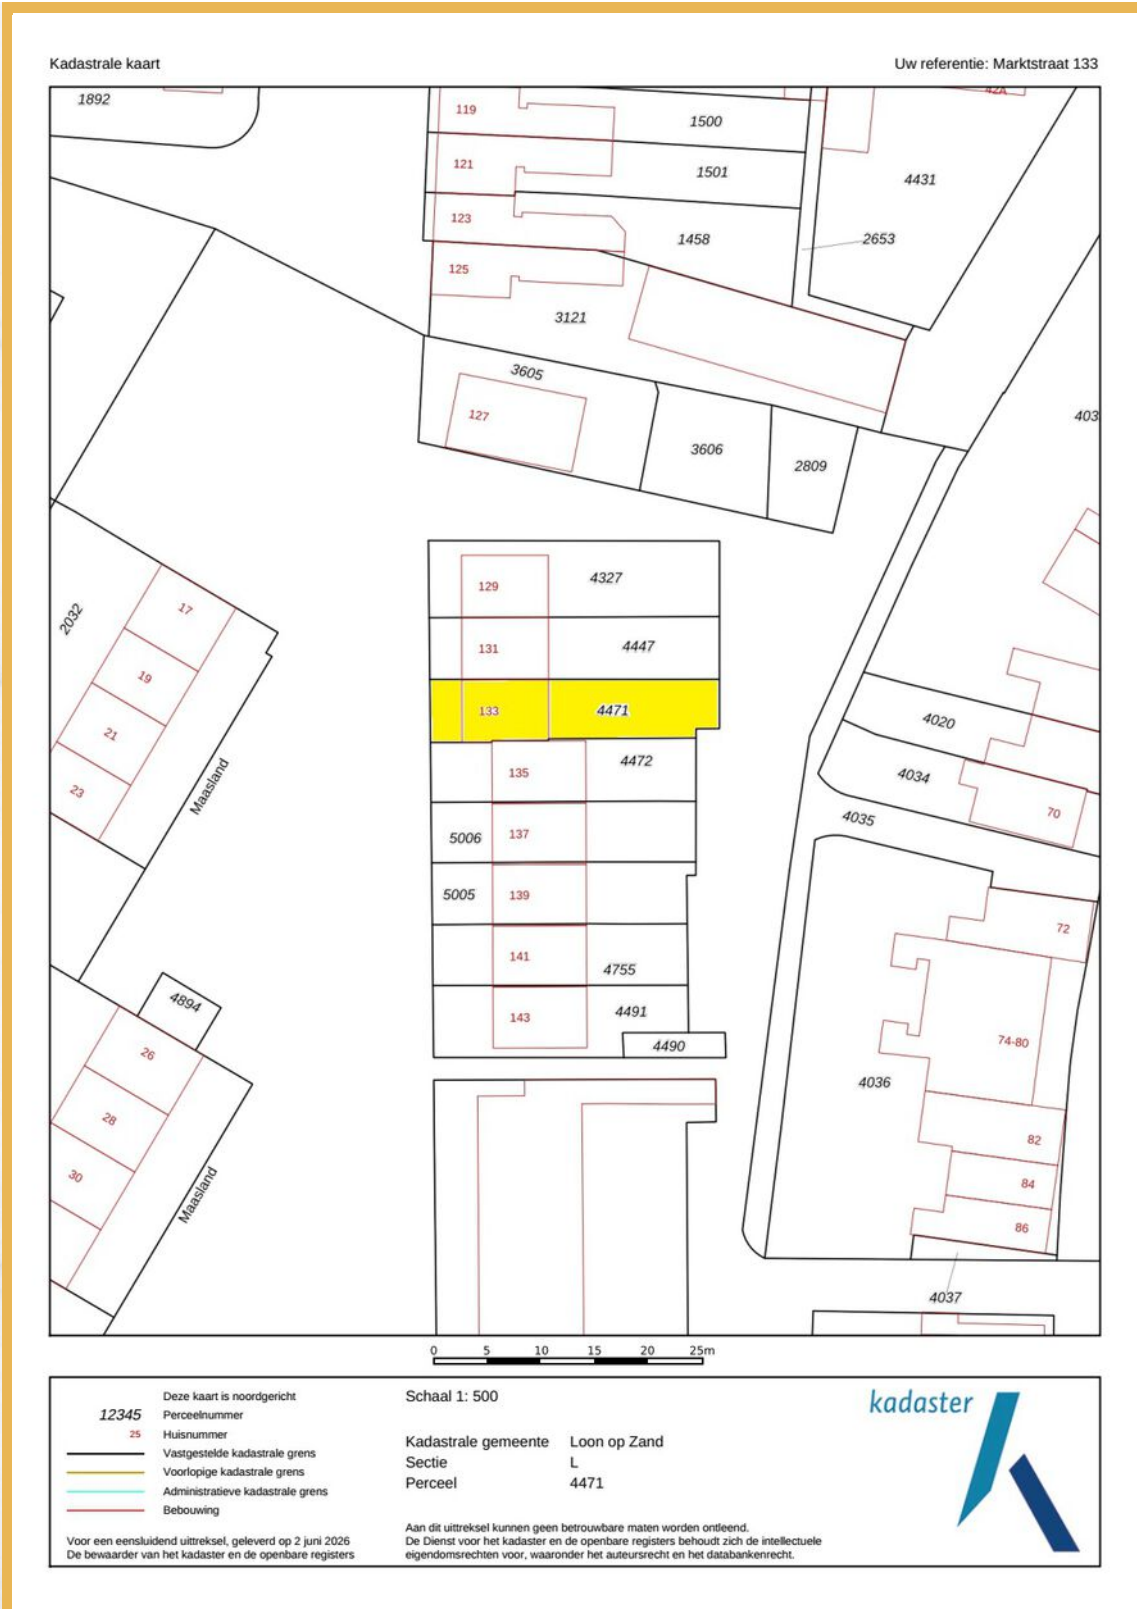 Kadastrale kaart
Uw referentie: Marktstraat 133
1892
119
1500
42A
121
1501
4431
123
1458
2653
125
3121
3605
127
403
3606
2809
129
4327
2032
17
131
4447
19
133
4471
21
4020
135
4472
4034
23
Maasland
70
4035
5006
137
5005
139
72
141
4755
4894
143
4491
4490
26
74-80
4036
28
82
30
84
Maasland
86
4037
0 5 10 15 20 25m
Deze kaart is noordgericht
12345 Perceelnummer
25 Huisnummer
Vastgestelde kadastrale grens
Voorlopige kadastrale grens
Administratieve kadastrale grens
Bebouwing
Voor een eensluidend uittreksel, geleverd op 2 juni 2026
De bewaarder van het kadaster en de openbare registers
Schaal 1: 500
Kadastrale gemeente Loon op Zand
Sectie L
Perceel 4471
Aan dit uittreksel kunnen geen betrouwbare maten worden ontleend.
De Dienst voor het kadaster en de openbare registers behoudt zich de intellectuele
eigendomsrechten voor, waaronder het auteursrecht en het databankenrecht.
kadaster